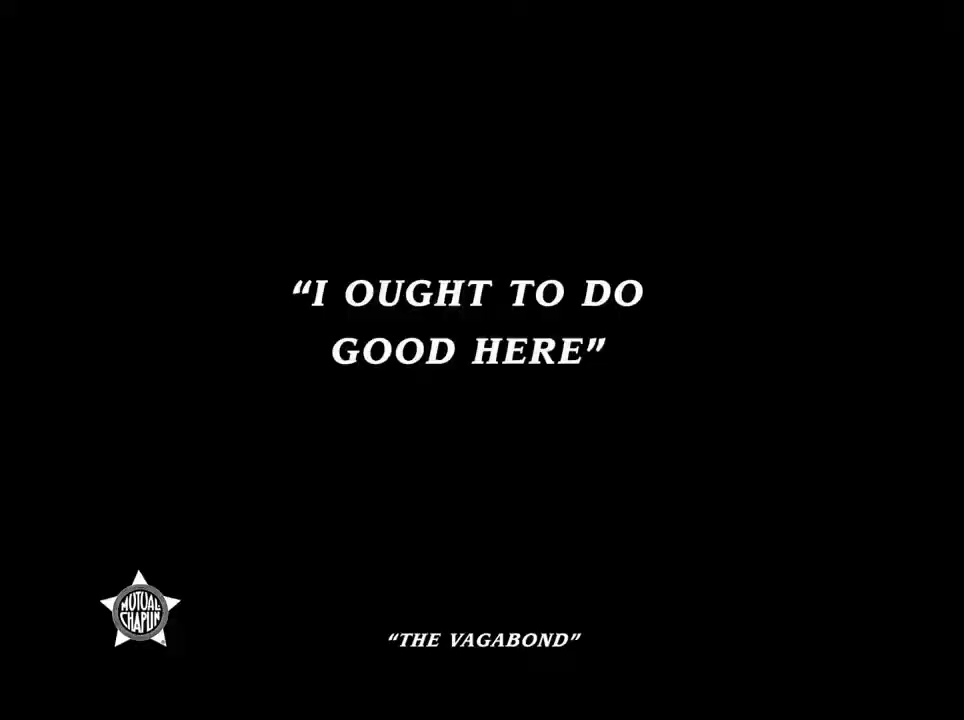 “I OUGHT TO DO
GOOD HERE”
MUTUAL-
CHAPLIN
“THE VAGABOND”